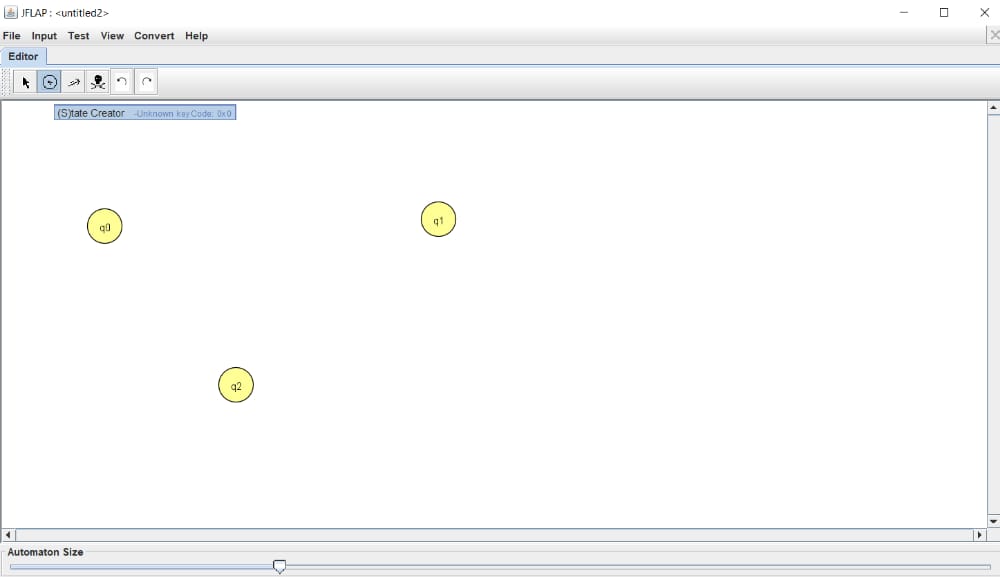 JFLAP : <untitled2>
File Input Test View Convert Help
Editor
(S)tate Creator -Unknown keyCode: 0x0
q0
q1
q2
Automaton Size